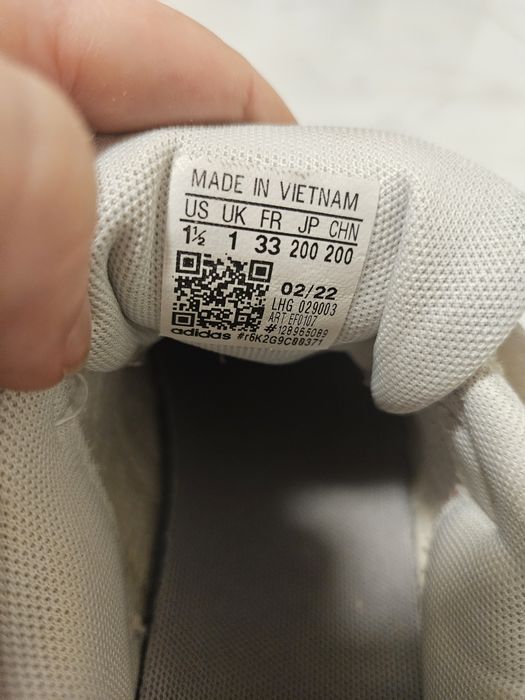 MADE IN VIETNAM
US UK FR JP CHN
1½ 1 33 200 200
02/22
LHG 029003
ART EF0107
#128965089
adidas #r6K2G9C00371